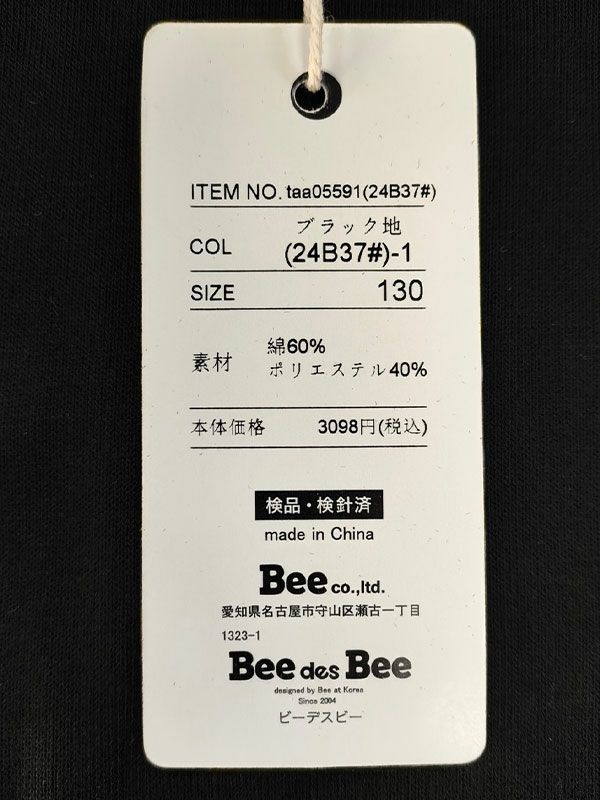 ITEM NO. taa05591(24B37#)
ブラック地
COL (24B37#)-1
SIZE 130
綿60%
素材 ポリエステル40%
本体価格 3098円(税込)
検品・検針済
made in China
Bee co.,ltd.
愛知県名古屋市守山区瀬古一丁目
1323-1
Bee des Bee
designed by Bee at Korea
Since 2004
ビーデスビー